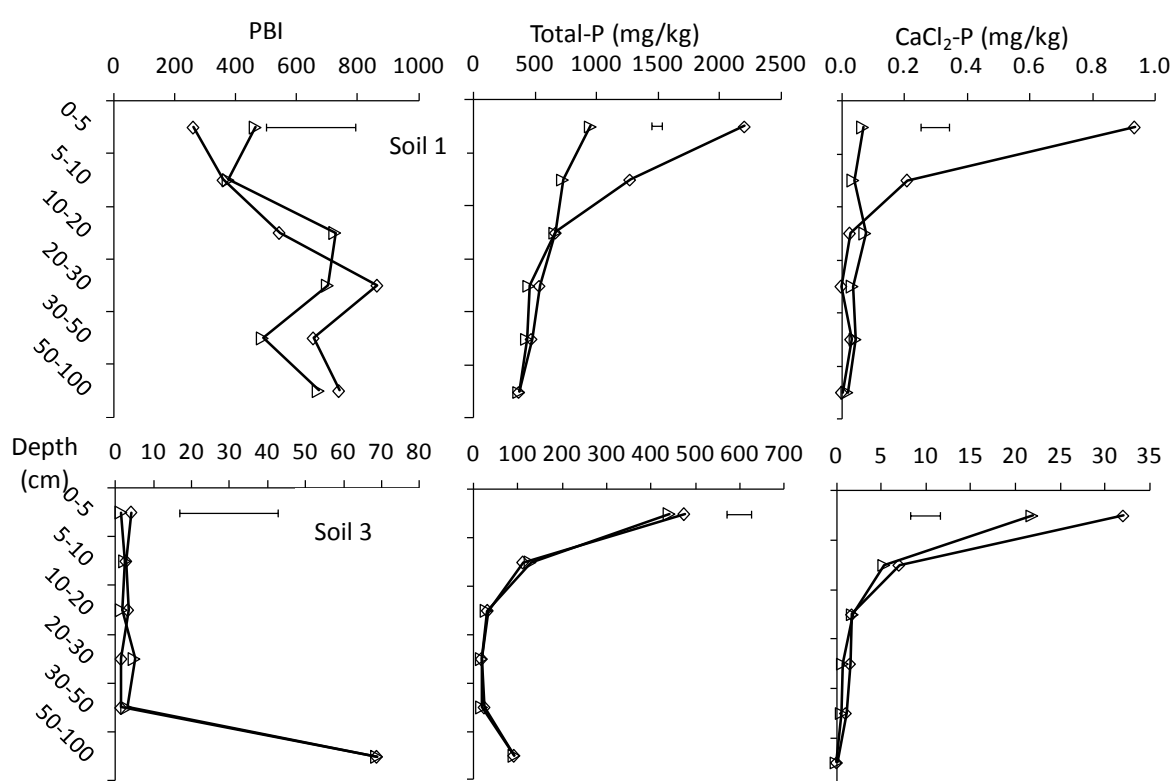 PBI
Total-P (mg/kg)
CaCl₂-P (mg/kg)
0 200 400 600 800 1000
0 500 1000 1500 2000 2500
0.0 0.2 0.4 0.6 0.8 1.0
0-5
5-10
10-20
20-30
30-50
50-100
Soil 1
Depth
(cm)
0 10 20 30 40 50 60 70 80
0 100 200 300 400 500 600 700
0 5 10 15 20 25 30 35
0-5
5-10
10-20
20-30
30-50
50-100
Soil 3